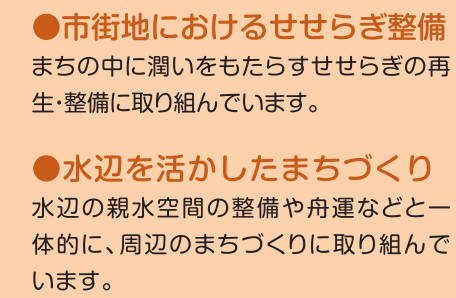 ●市街地におけるせせらぎ整備
まちの中に潤いをもたらすせせらぎの再
生・整備に取り組んでいます。
●水辺を活かしたまちづくり
水辺の親水空間の整備や舟運などと一
体的に、周辺のまちづくりに取り組んで
います。